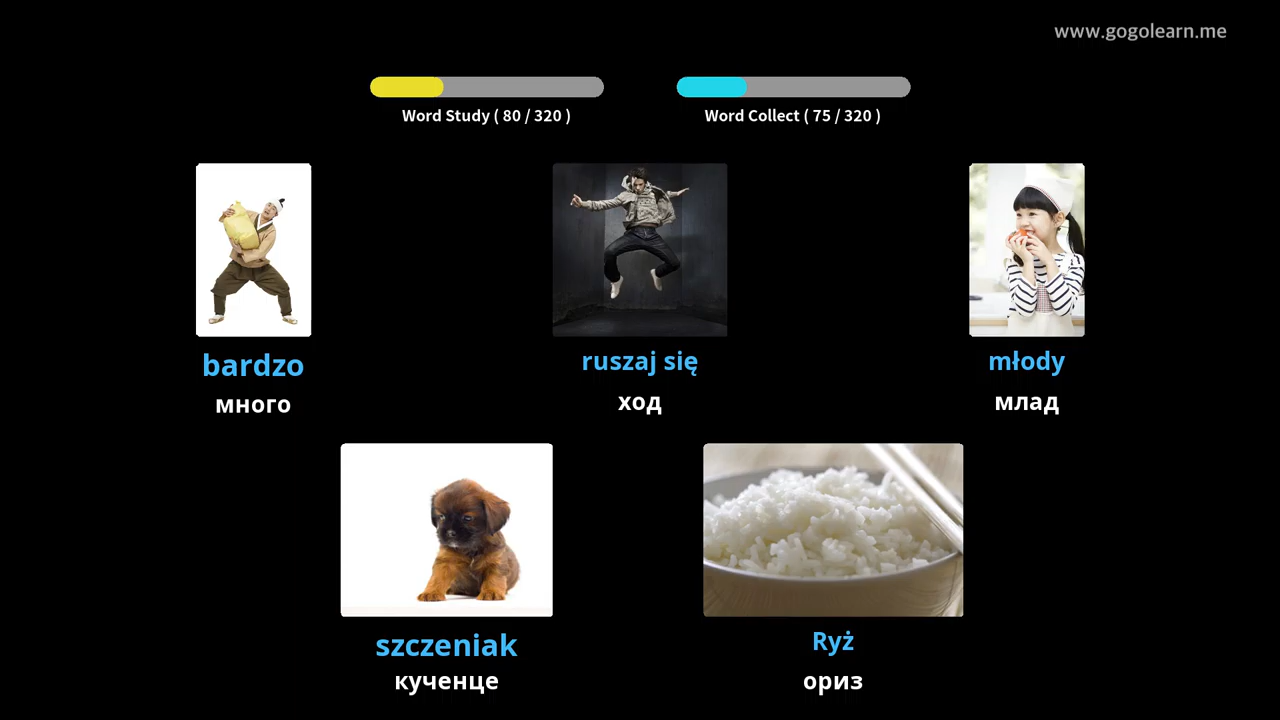 www.gogolearn.me
Word Study ( 80 / 320 )
Word Collect ( 75 / 320 )
bardzo
много
ruszaj się
ход
młody
млад
szczeniak
кученце
Ryż
ориз